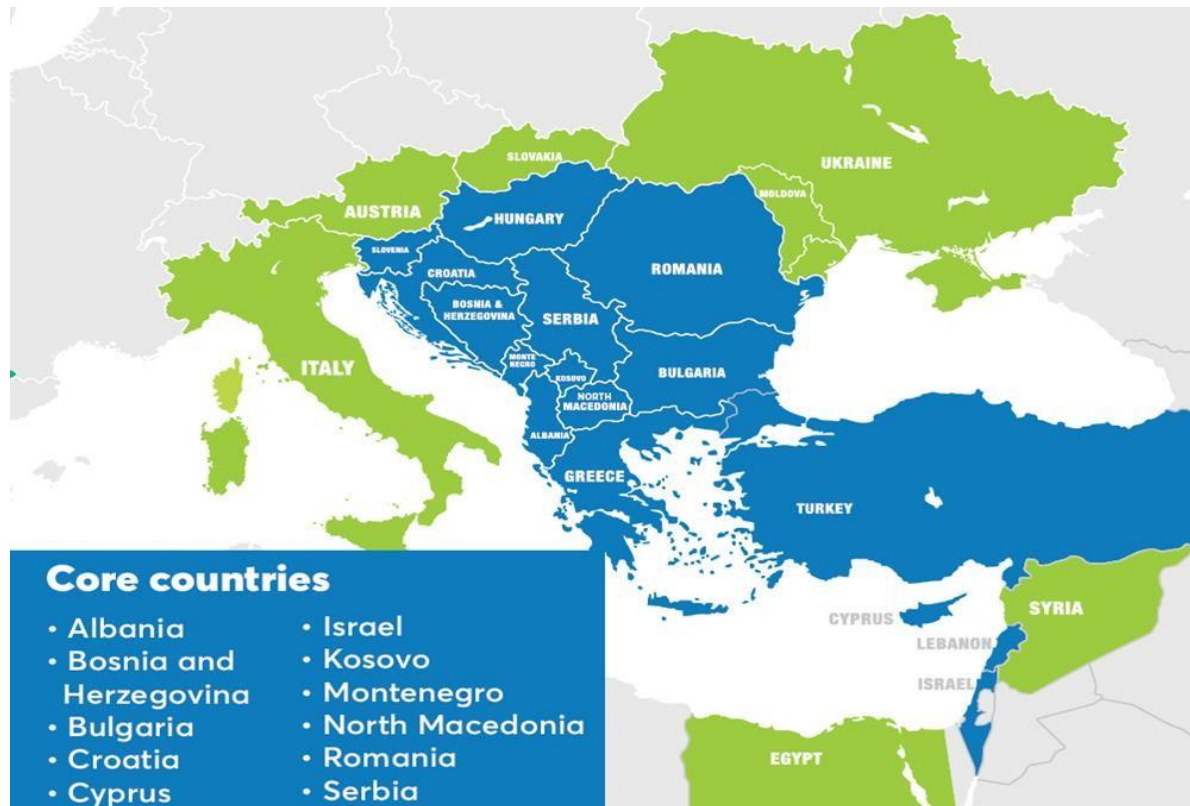 SLOVAKIA
UKRAINE
MOLDOVA
AUSTRIA
HUNGARY
SLOVENIA
CROATIA
ROMANIA
BOSNIA &
HERZEGOVINA
SERBIA
ITALY
MONTE
NEGRO
KOSOVO
BULGARIA
NORTH
MACEDONIA
ALBANIA
GREECE
TURKEY
SYRIA
CYPRUS
LEBANON
ISRAEL
EGYPT
Core countries
• Albania
• Bosnia and
Herzegovina
• Bulgaria
• Croatia
• Cyprus
• Israel
• Kosovo
• Montenegro
• North Macedonia
• Romania
• Serbia